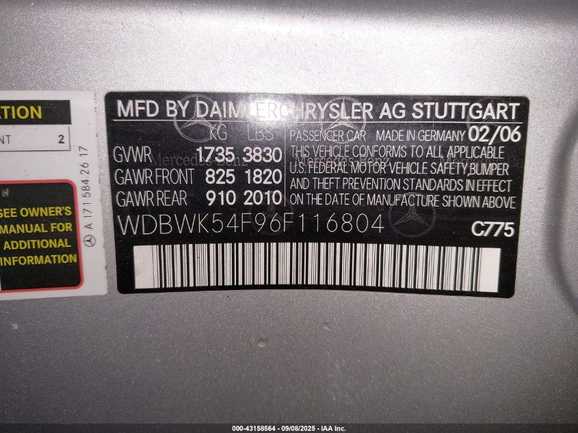 MFD BY DAIMLERCHRYSLER AG STUTTGART
KG LBS
PASSENGER CAR MADE IN GERMANY 02/06
GVWR 1735 3830
GAWR FRONT 825 1820
GAWR REAR 910 2010
THIS VEHICLE CONFORMS TO ALL APPLICABLE
U.S. FEDERAL MOTOR VEHICLE SAFETY, BUMPER
AND THEFT PREVENTION STANDARDS IN EFFECT
ON THE DATE OF MANUFACTURE SHOWN ABOVE
WDBWK54F96F116804 C775
NT 2
SEE OWNER'S
MANUAL FOR
ADDITIONAL
INFORMATION
A 171 584 26 17
Mercedes-Benz
000-43158564 - 09/08/2025 - IAA Inc.